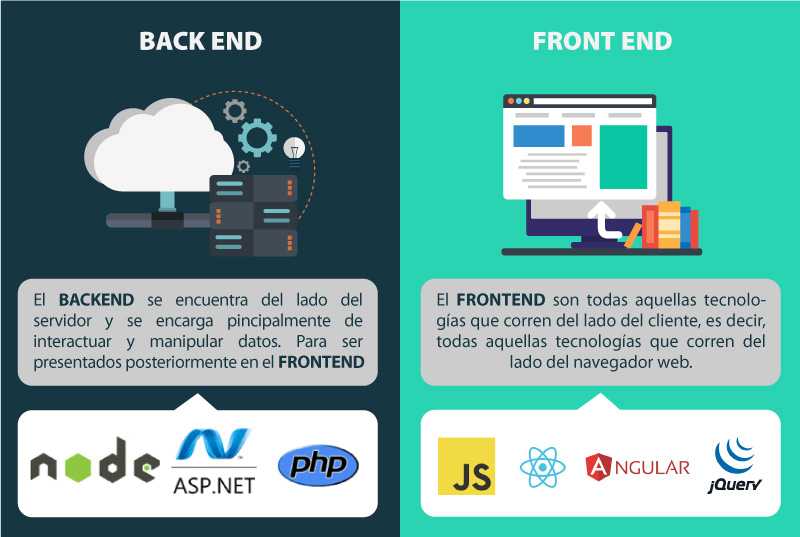 BACK END
El BACKEND se encuentra del lado del
servidor y se encarga pincipalmente de
interactuar y manipular datos. Para ser
presentados posteriormente en el FRONTEND
node
ASP.NET
php
FRONT END
El FRONTEND son todas aquellas tecnolo-
gías que corren del lado del cliente, es decir,
todas aquellas tecnologías que corren del
lado del navegador web.
JS
ANGULAR
jQuery